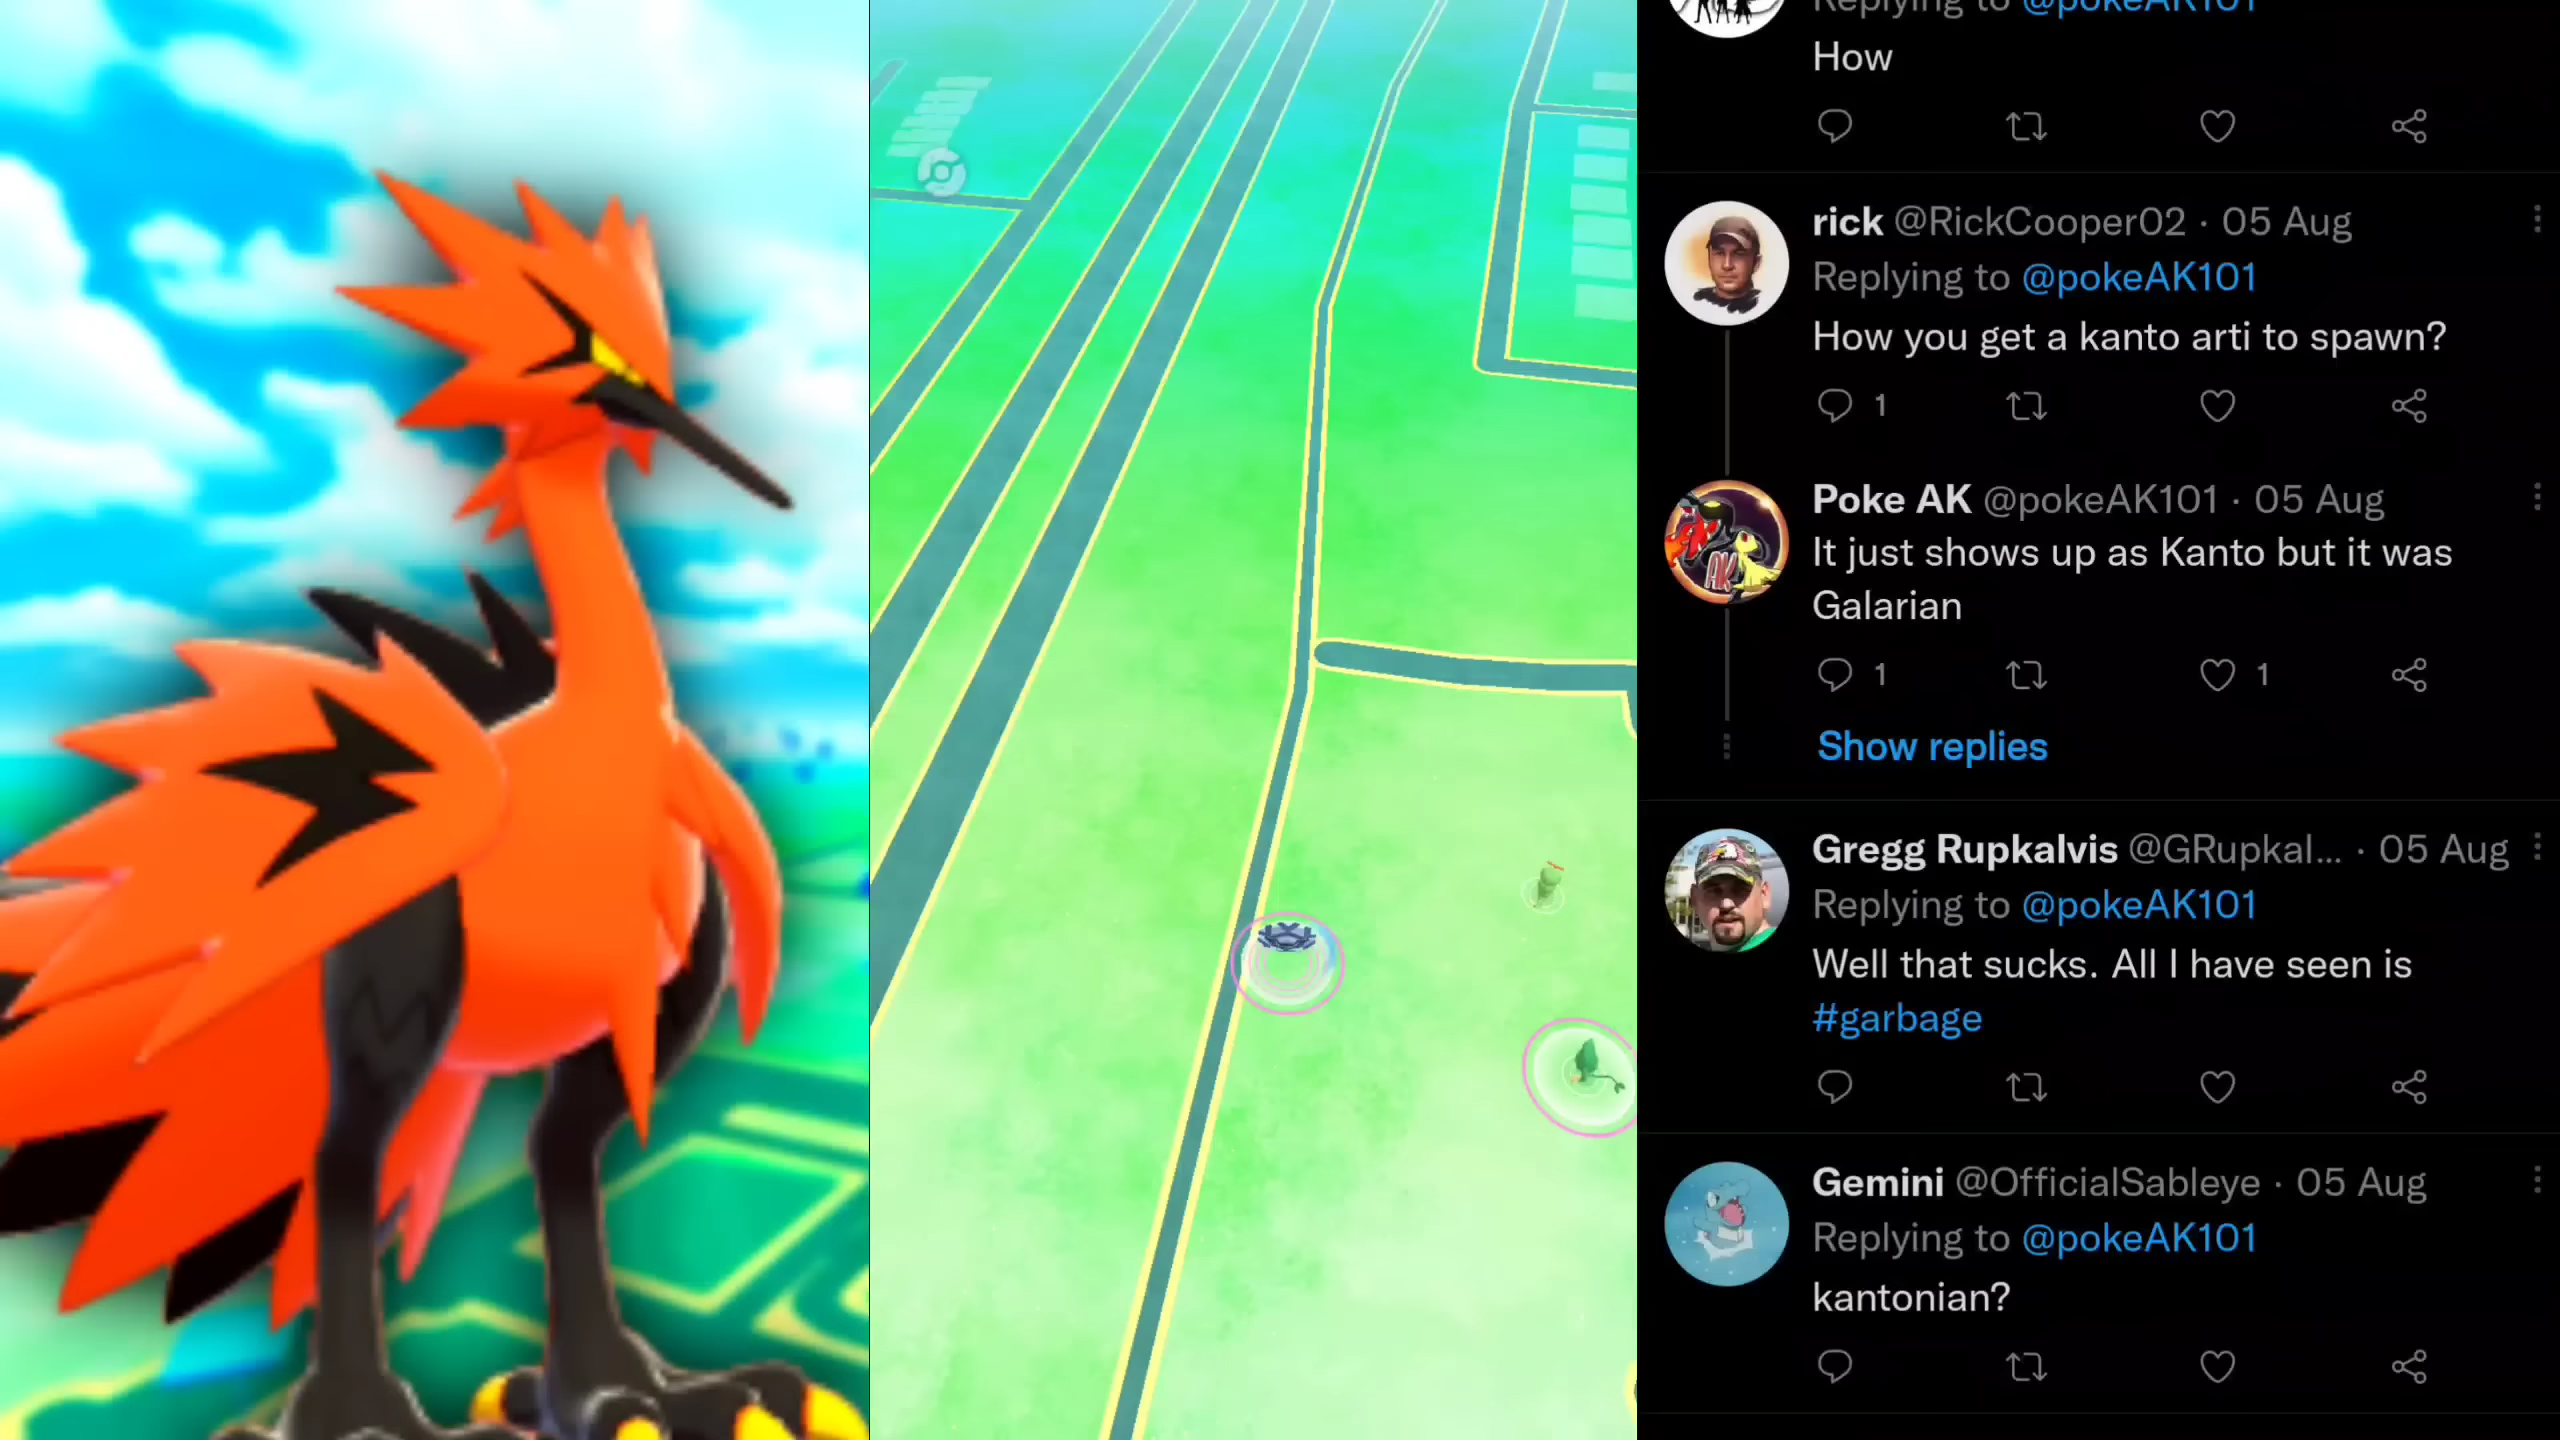 Replying to @pokeAK101
How
rick @RickCooper02 · 05 Aug
Replying to @pokeAK101
How you get a kanto arti to spawn?
1
Poke AK @pokeAK101 · 05 Aug
It just shows up as Kanto but it was
Galarian
1 1
Show replies
Gregg Rupkalvis @GRupkal... · 05 Aug
Replying to @pokeAK101
Well that sucks. All I have seen is
#garbage
Gemini @OfficialSableye · 05 Aug
Replying to @pokeAK101
kantonian?